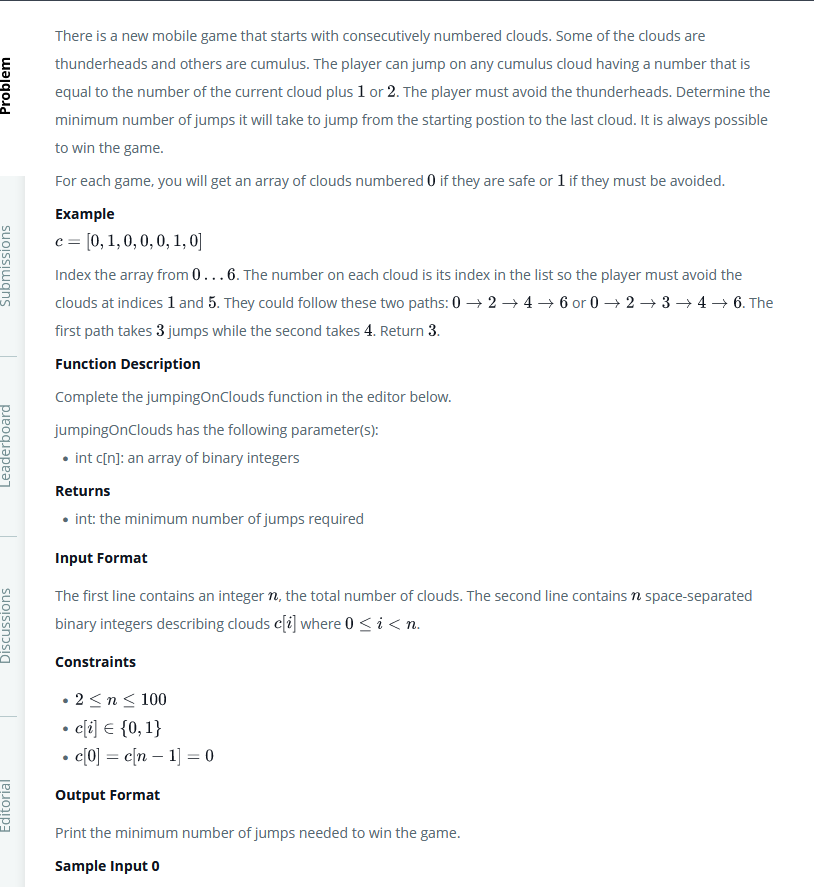 Problem
Submissions
Leaderboard
Discussions
Editorial
There is a new mobile game that starts with consecutively numbered clouds. Some of the clouds are
thunderheads and others are cumulus. The player can jump on any cumulus cloud having a number that is
equal to the number of the current cloud plus 1 or 2. The player must avoid the thunderheads. Determine the
minimum number of jumps it will take to jump from the starting postion to the last cloud. It is always possible
to win the game.
For each game, you will get an array of clouds numbered 0 if they are safe or 1 if they must be avoided.
Example
c = [0, 1, 0, 0, 0, 1, 0]
Index the array from 0 . . . 6. The number on each cloud is its index in the list so the player must avoid the
clouds at indices 1 and 5. They could follow these two paths: 0 → 2 → 4 → 6 or 0 → 2 → 3 → 4 → 6. The
first path takes 3 jumps while the second takes 4. Return 3.
Function Description
Complete the jumpingOnClouds function in the editor below.
jumpingOnClouds has the following parameter(s):
• int c[n]: an array of binary integers
Returns
• int: the minimum number of jumps required
Input Format
The first line contains an integer n, the total number of clouds. The second line contains n space-separated
binary integers describing clouds c[i] where 0 ≤ i < n.
Constraints
• 2 ≤ n ≤ 100
• c[i] ∈ {0, 1}
• c[0] = c[n − 1] = 0
Output Format
Print the minimum number of jumps needed to win the game.
Sample Input 0